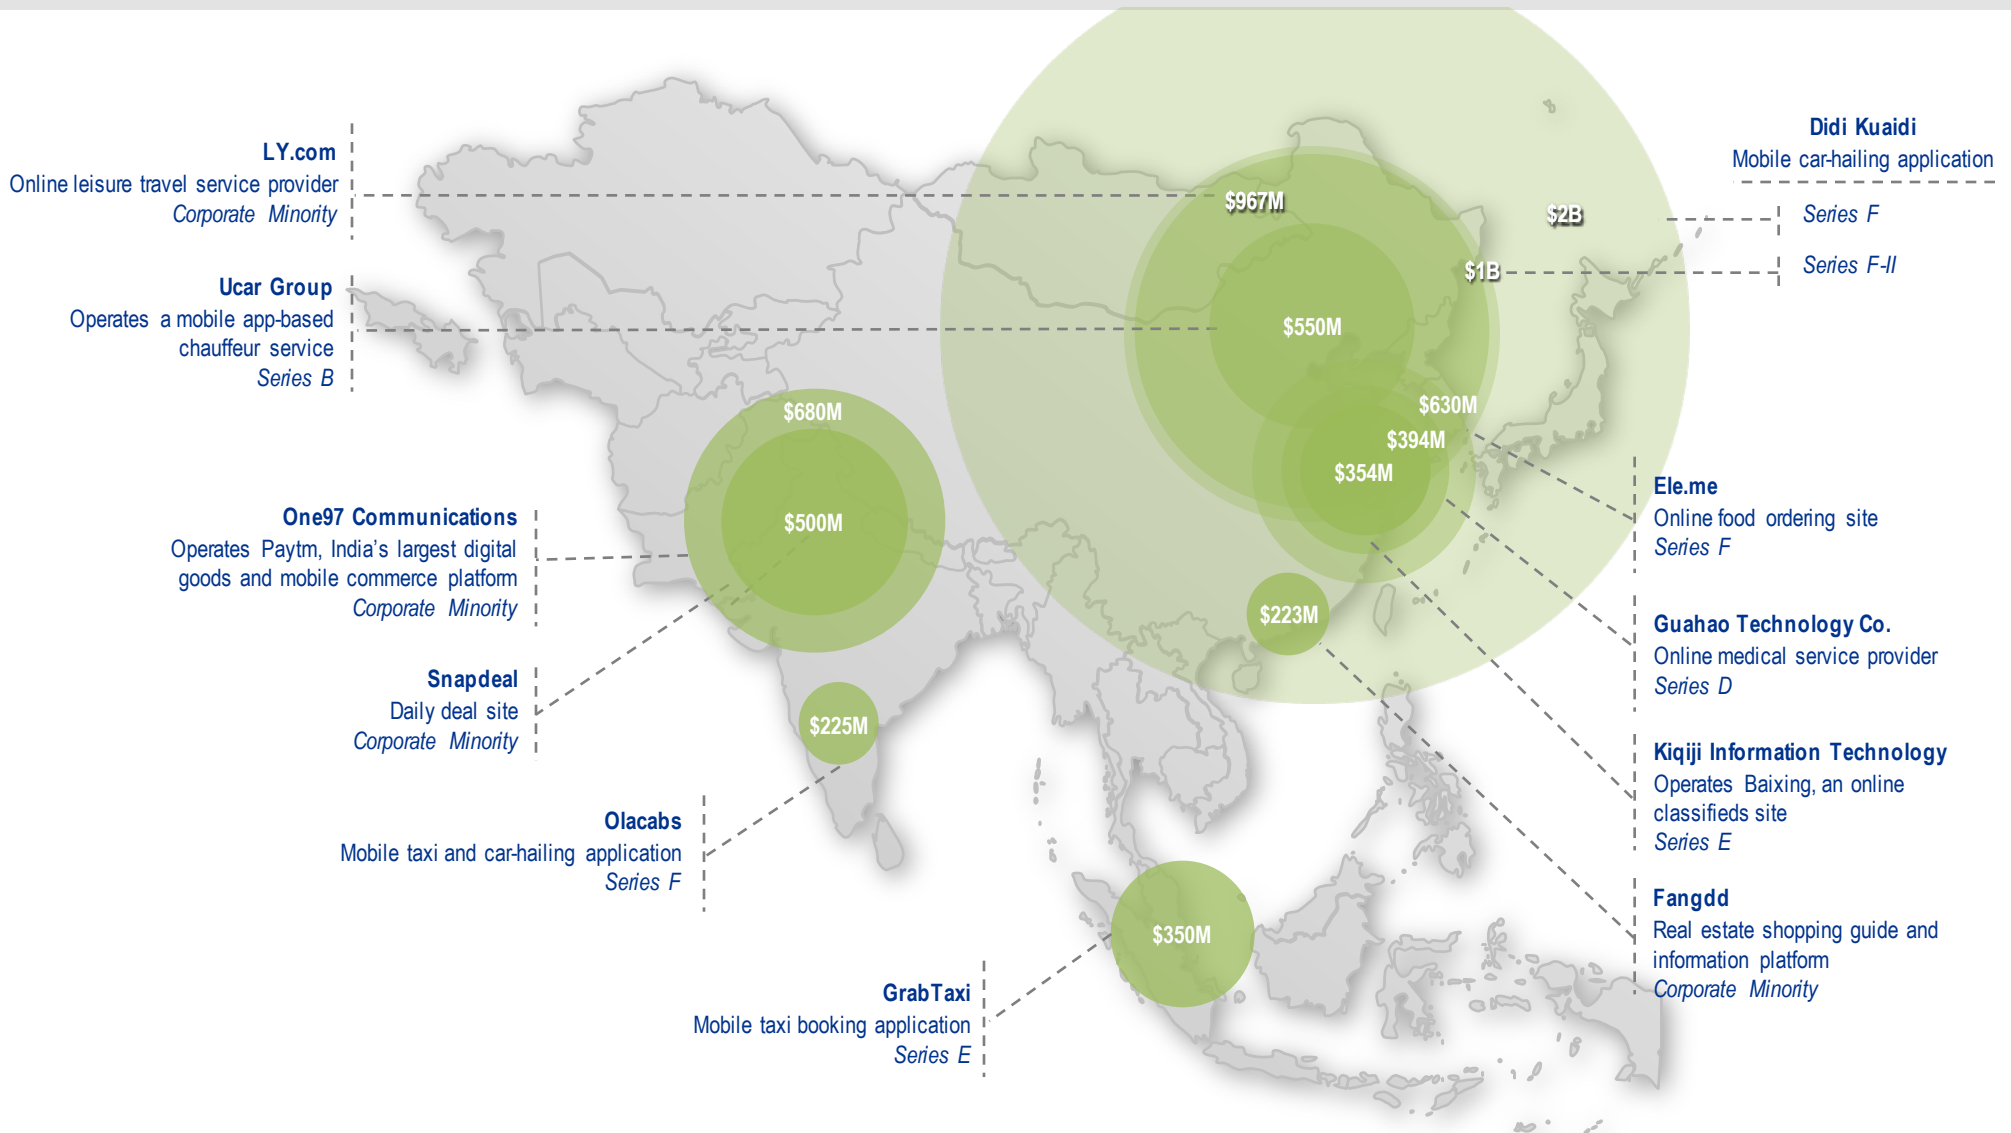 LY.com
Online leisure travel service provider
Corporate Minority
Ucar Group
Operates a mobile app-based
chauffeur service
Series B
One97 Communications
Operates Paytm, India's largest digital
goods and mobile commerce platform
Corporate Minority
Snapdeal
Daily deal site
Corporate Minority
Olacabs
Mobile taxi and car-hailing application
Series F
GrabTaxi
Mobile taxi booking application
Series E
$967M
$2B
$1B
$550M
$630M
$394M
$354M
$680M
$500M
$223M
$225M
$350M
Didi Kuaidi
Mobile car-hailing application
Series F
Series F-II
Ele.me
Online food ordering site
Series F
Guahao Technology Co.
Online medical service provider
Series D
Kiqiji Information Technology
Operates Baixing, an online
classifieds site
Series E
Fangdd
Real estate shopping guide and
information platform
Corporate Minority